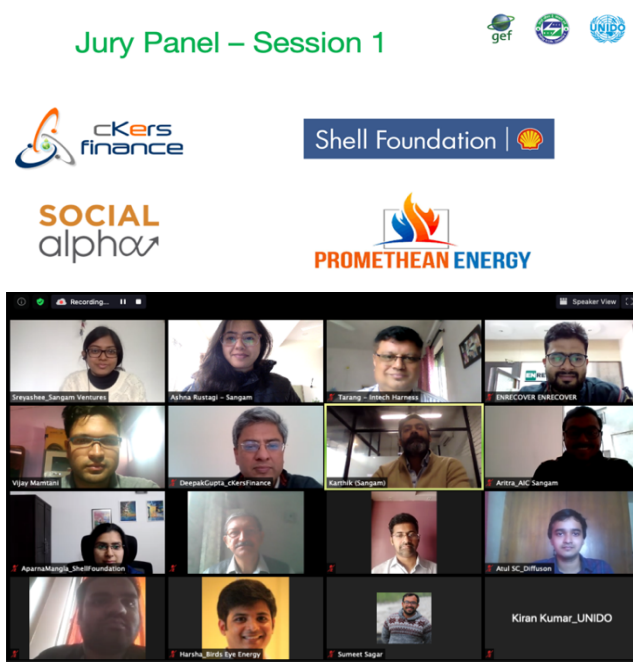 Jury Panel – Session 1
gef
UNIDO
cKers
finance
Shell Foundation
SOCIAL
alpha
PROMETHEAN ENERGY
Recording...
Speaker View
Sreyashee_Sangam Ventures
Ashna Rustagi - Sangam
Tarang - Intech Harness
ENRECOVER ENRECOVER
Vijay Mamtani
DeepakGupta_cKersFinance
Karthik (Sangam)
Aritra_AIC Sangam
AparnaMangla_ShellFoundation
Atul SC_Diffuson
Harsha_Birds Eye Energy
Sumeet Sagar
Kiran Kumar_UNIDO